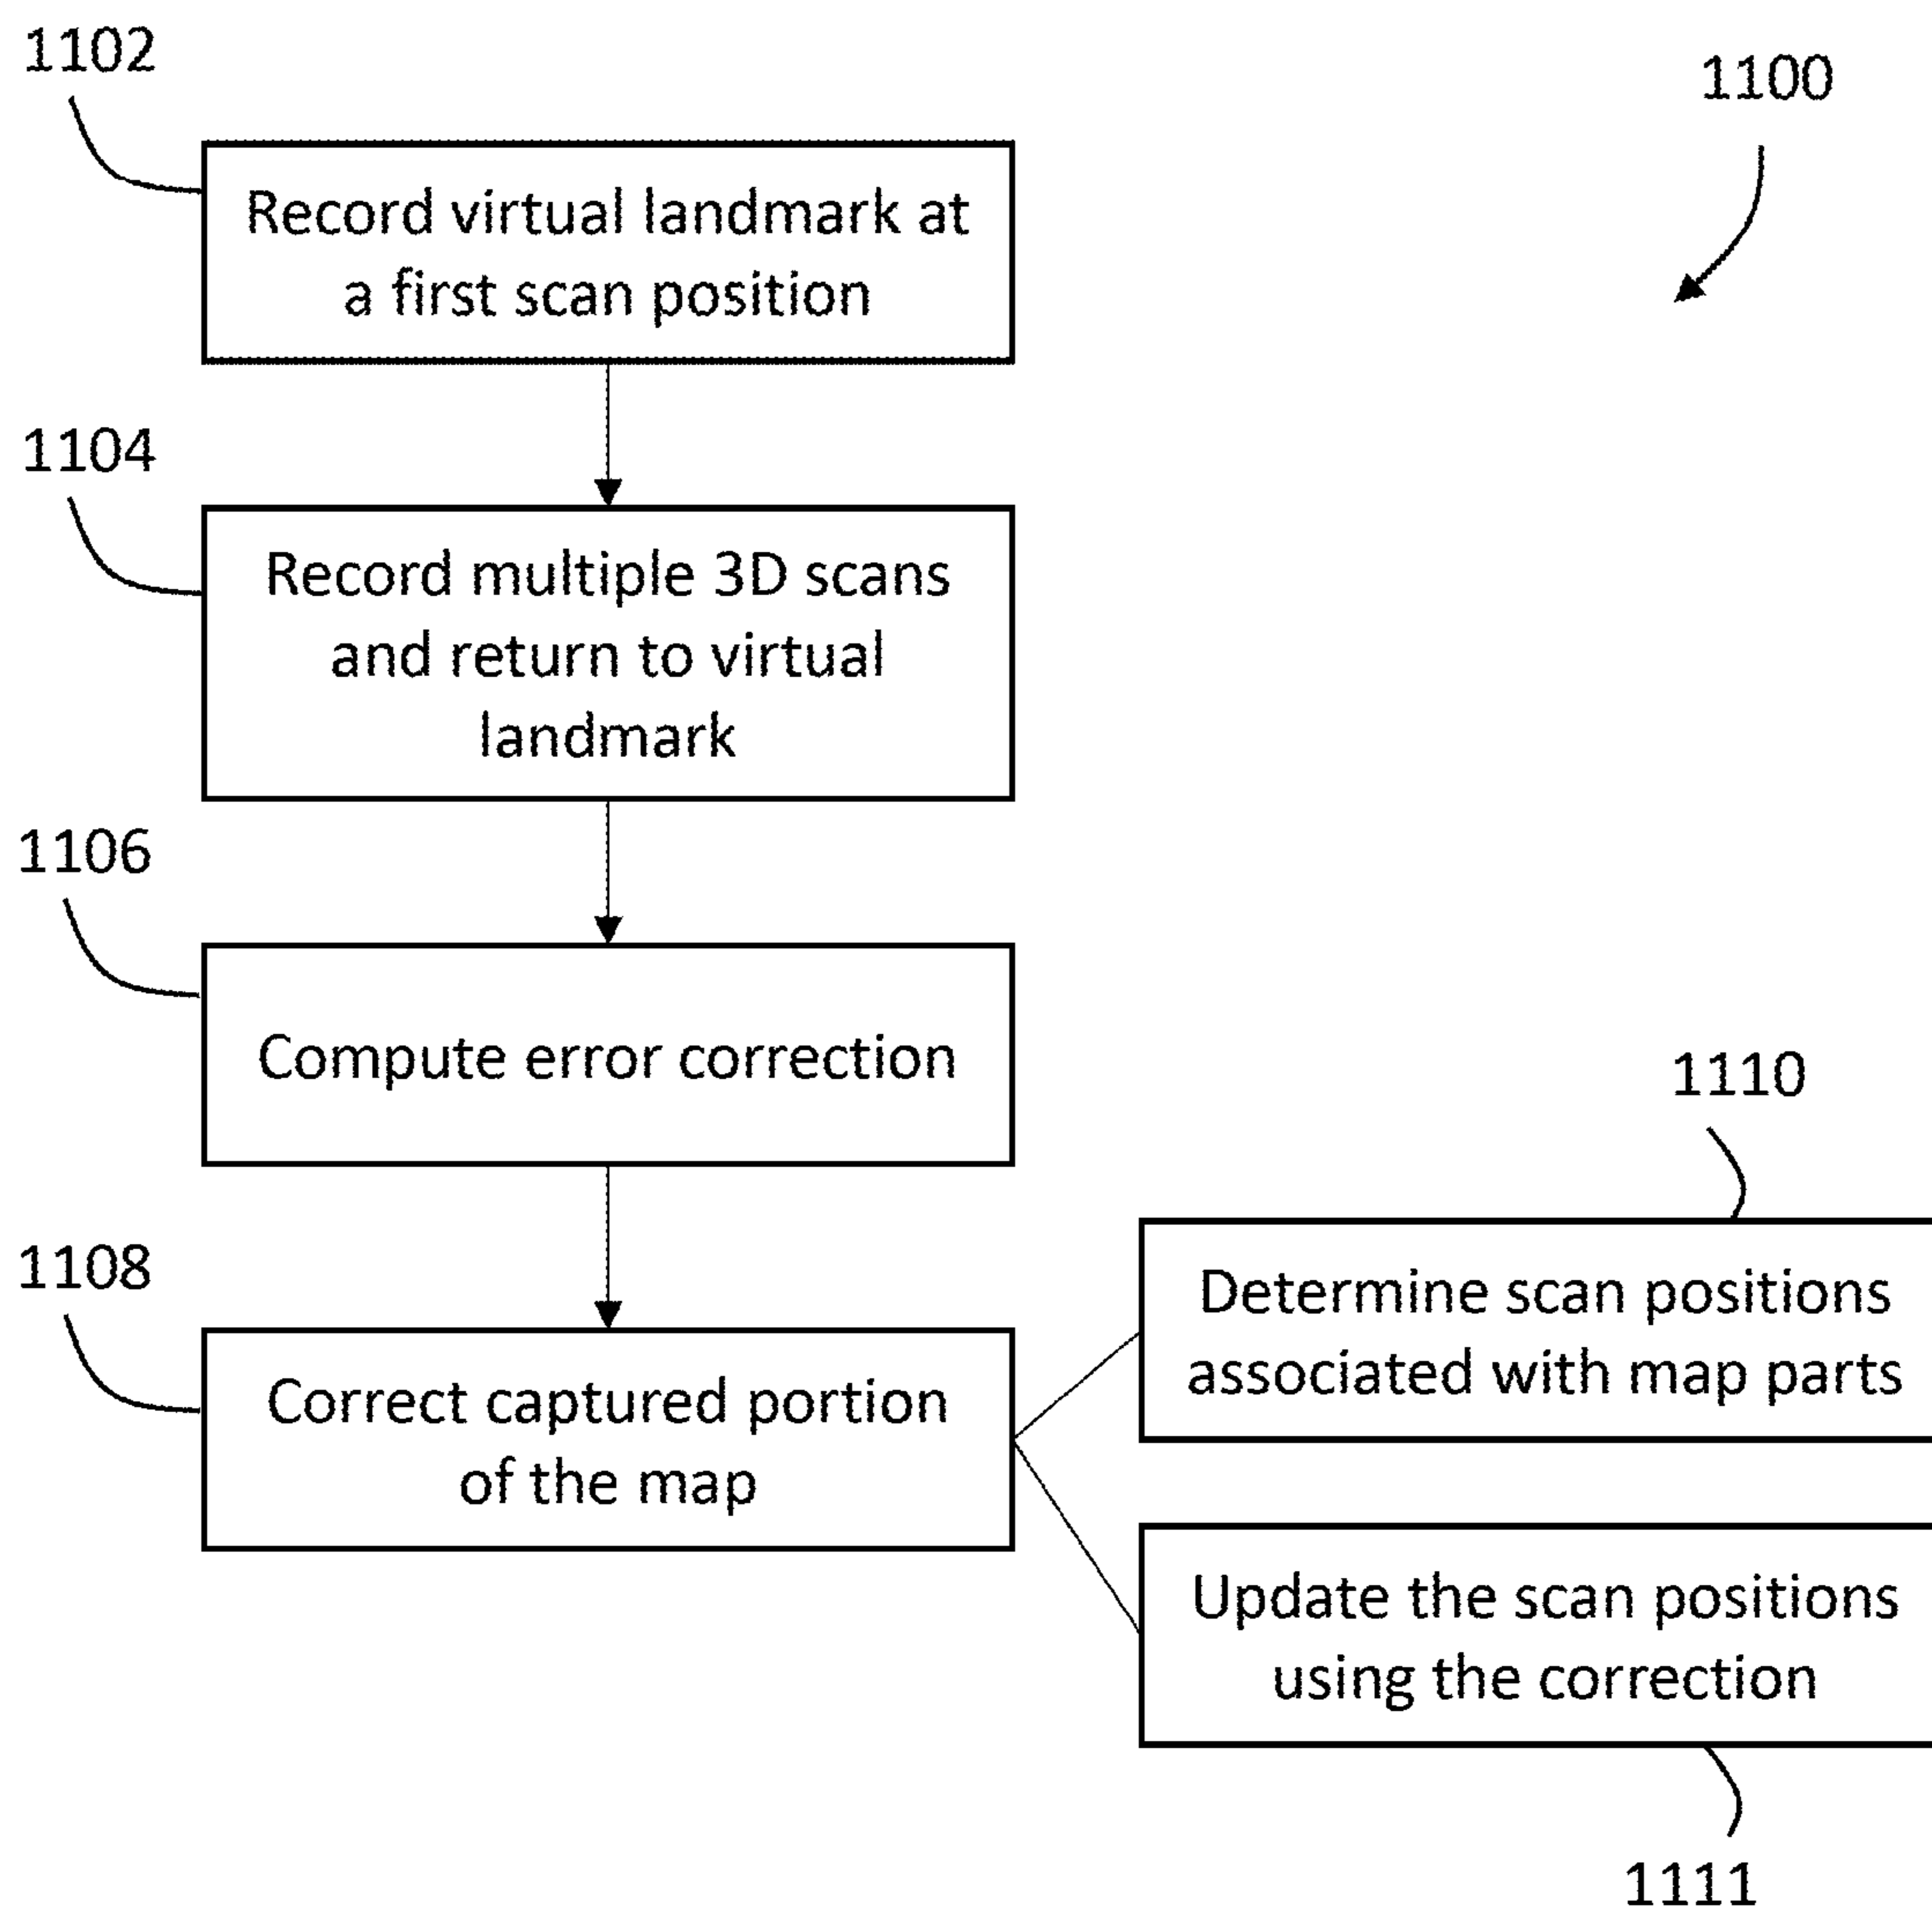 1102
1100
Record virtual landmark at
a first scan position
1104
Record multiple 3D scans
and return to virtual
landmark
1106
Compute error correction
1110
1108
Determine scan positions
associated with map parts
Correct captured portion
of the map
Update the scan positions
using the correction
1111